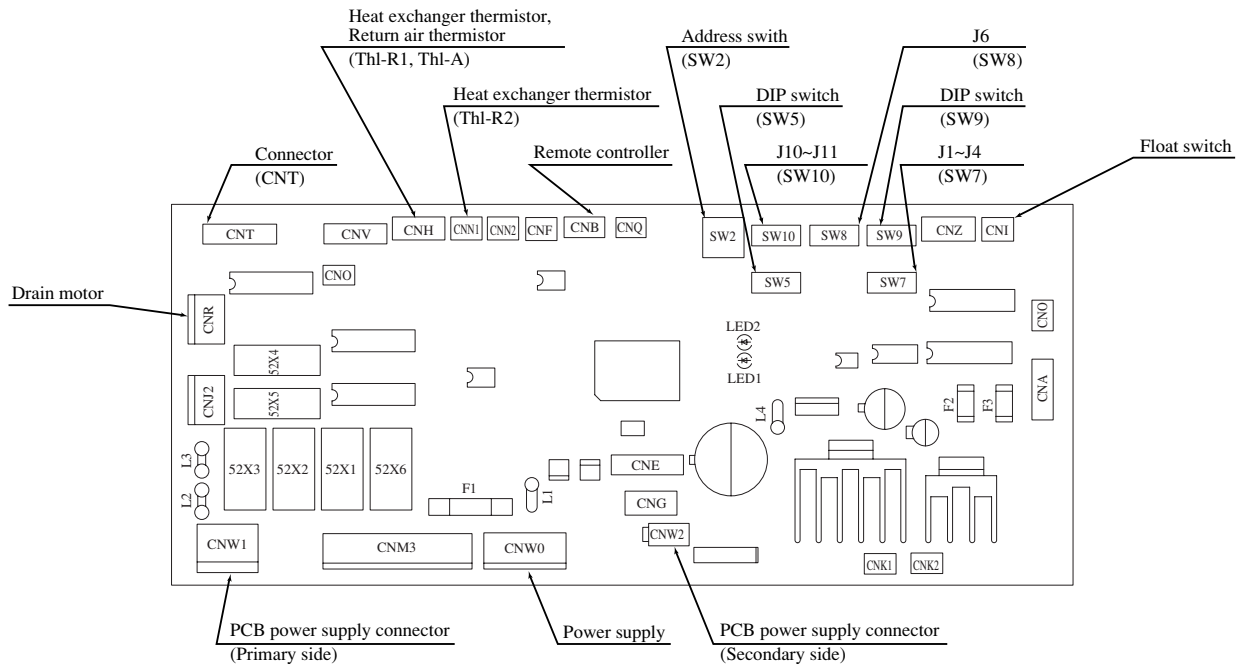 Heat exchanger thermistor,
Return air thermistor
(Thl-R1, Thl-A)
Address swith
(SW2)
J6
(SW8)
Heat exchanger thermistor
(Thl-R2)
DIP switch
(SW5)
DIP switch
(SW9)
Connector
(CNT)
Remote controller
J10~J11
(SW10)
J1~J4
(SW7)
Float switch
CNT
CNV
CNH
CNN1
CNN2
CNF
CNB
CNQ
SW2
SW10
SW8
SW9
CNZ
CNI
CNO
SW5
SW7
Drain motor
CNR
CNO
LED2
52X4
LED1
CNJ2
52X5
CNA
L4
F2
F3
L3
52X3
52X2
52X1
52X6
CNE
L2
F1
L1
CNG
CNW1
CNM3
CNW0
CNW2
CNK1
CNK2
PCB power supply connector
(Primary side)
Power supply
PCB power supply connector
(Secondary side)